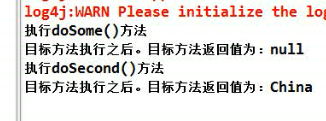 log4j:WARN Please initialize the log
执行doSome()方法
目标方法执行之后。目标方法返回值为：null
执行doSecond()方法
目标方法执行之后。目标方法返回值为：China